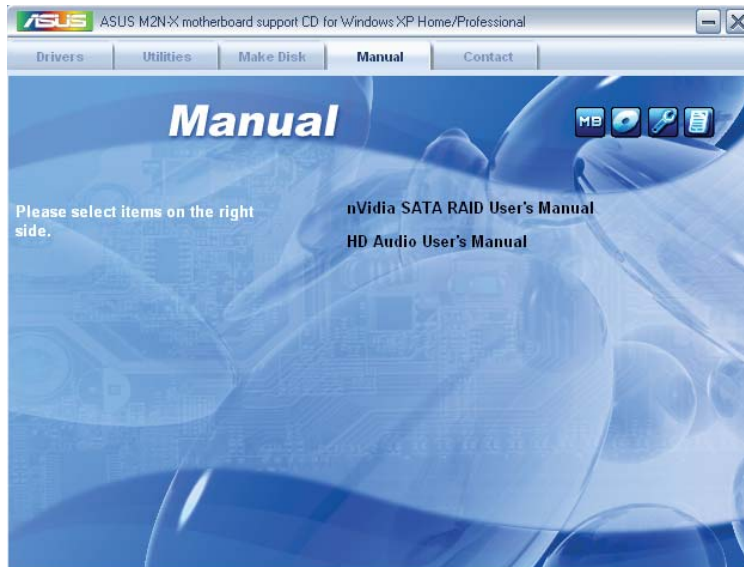 ASUS ASUS M2N-X motherboard support CD for Windows XP Home/Professional
Drivers Utilities Make Disk Manual Contact
Manual
MB
Please select items on the right
side.
nVidia SATA RAID User's Manual
HD Audio User's Manual